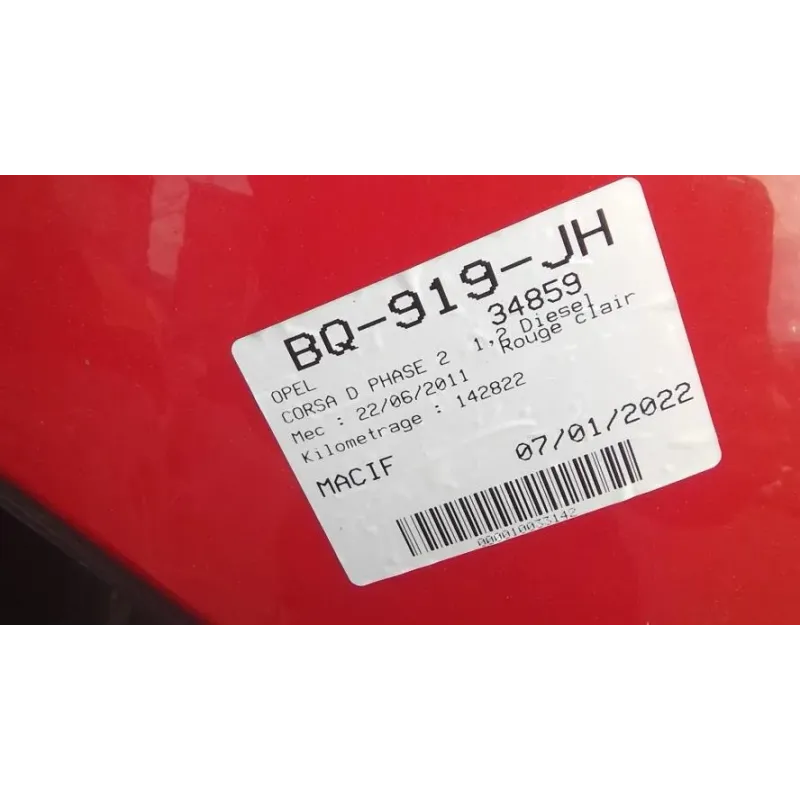 BQ-919-JH
34859
OPEL
CORSA D PHASE 2 1,2 Diesel
Mec : 22/06/2011 Rouge clair
Kilometrage : 142822
MACIF 07/01/2022
000010033142